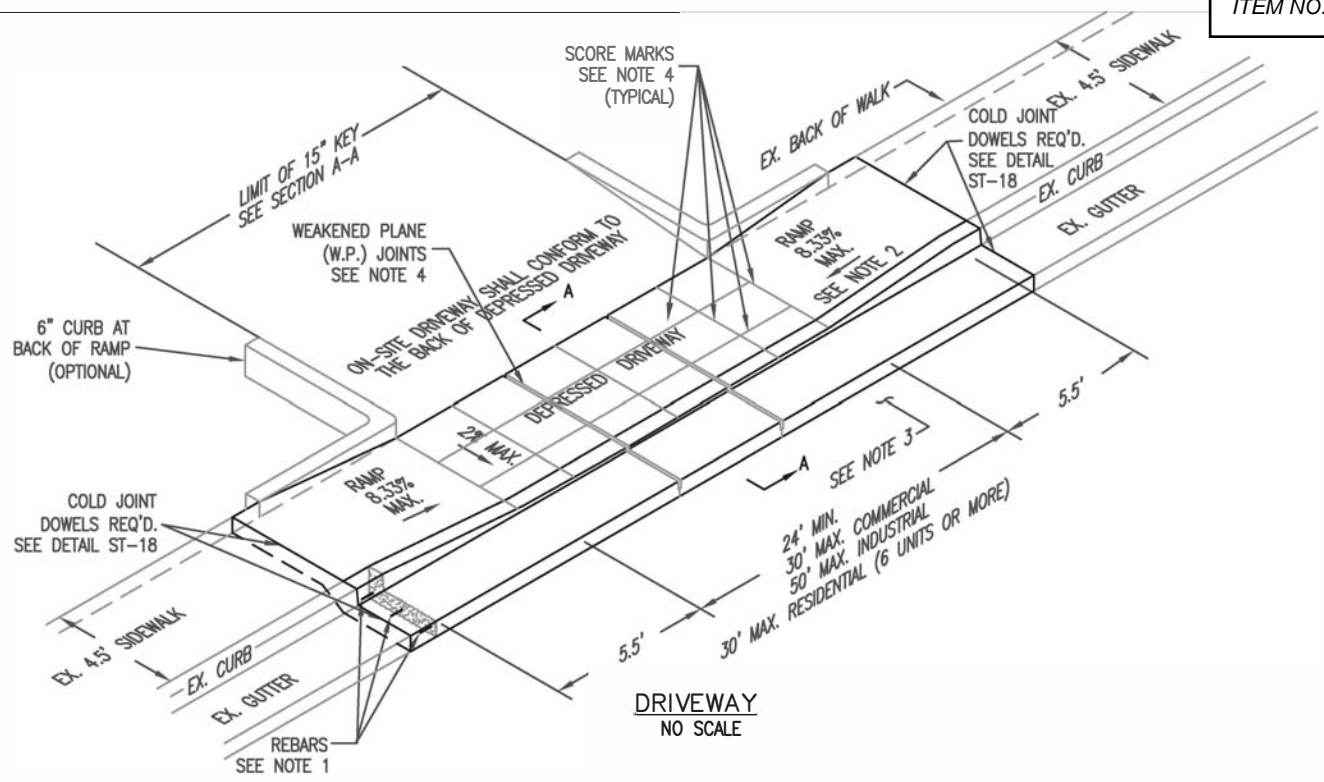 ITEM NO.
SCORE MARKS
SEE NOTE 4
(TYPICAL)
EX. BACK OF WALK
EX. 4.5' SIDEWALK
COLD JOINT
DOWELS REQ'D.
SEE DETAIL
ST-18
EX. CURB
EX. GUTTER
LIMIT OF 15" KEY
SEE SECTION A-A
WEAKENED PLANE
(W.P.) JOINTS
SEE NOTE 4
ON-SITE DRIVEWAY SHALL CONFORM TO
THE BACK OF DEPRESSED DRIVEWAY
A
RAMP
8.33%
MAX.
SEE NOTE 2
6" CURB AT
BACK OF RAMP
(OPTIONAL)
DEPRESSED DRIVEWAY
2% MAX.
RAMP
8.33%
MAX.
A
SEE NOTE 3
5.5'
24' MIN.
30' MAX. COMMERCIAL
50' MAX. INDUSTRIAL
30' MAX. RESIDENTIAL (6 UNITS OR MORE)
5.5'
COLD JOINT
DOWELS REQ'D.
SEE DETAIL ST-18
EX. 4.5' SIDEWALK
EX. CURB
EX. GUTTER
REBARS
SEE NOTE 1
DRIVEWAY
NO SCALE